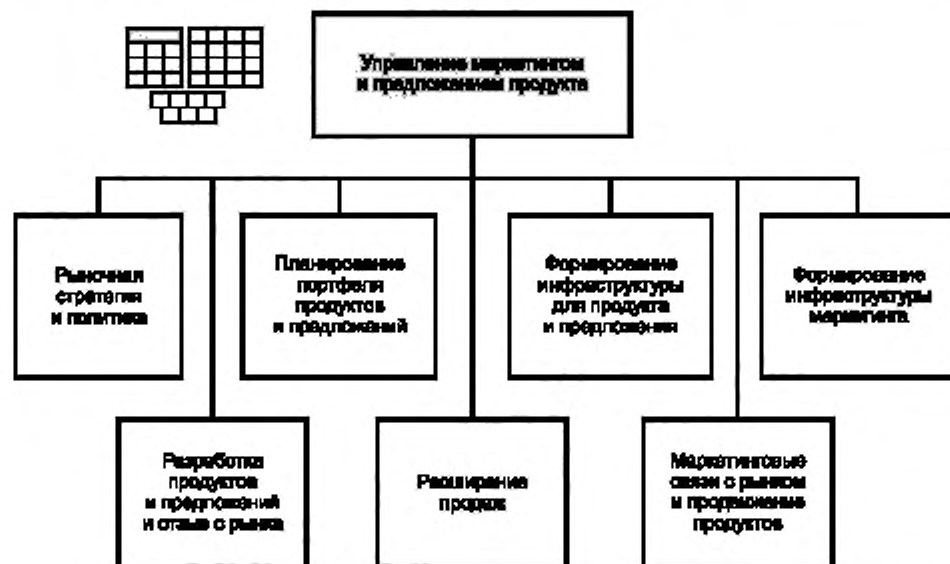 Управление маркетингом
и предложением продукта
Рыночная
стратегия
и политика
Планирование
портфеля
продуктов
и предложений
Формирование
инфраструктуры
для продукта
и предложения
Формирование
инфраструктуры
маркетинга
Разработка
продуктов
и предложений
и отзыв с рынка
Расширение
продаж
Маркетинговые
связи с рынком
и продвижение
продуктов